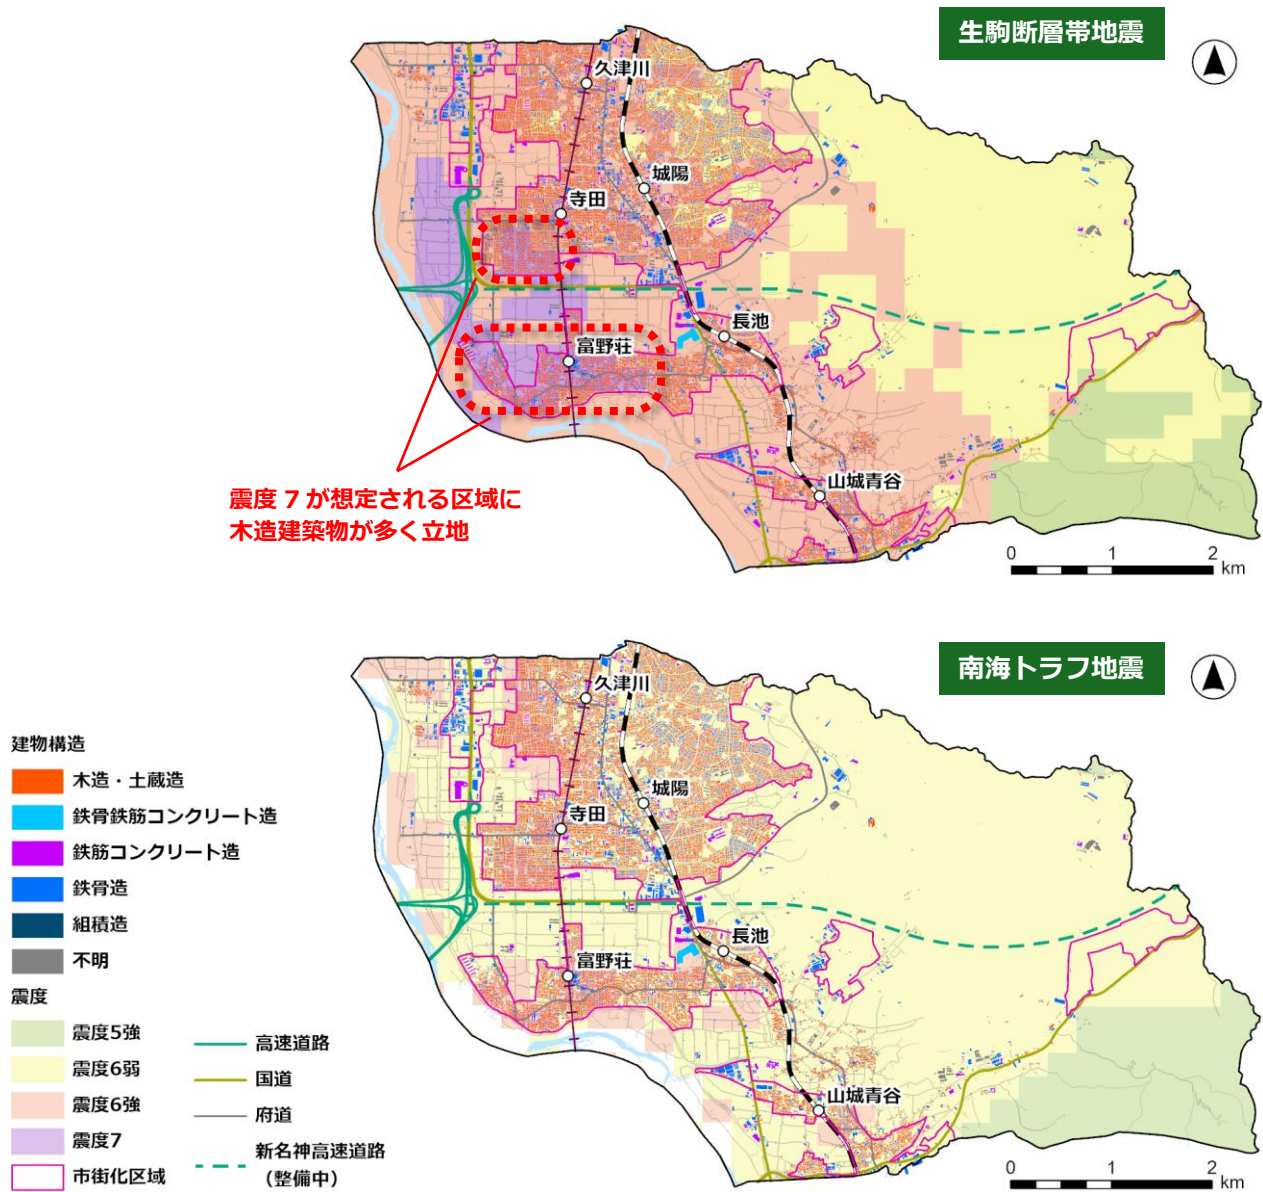 生駒断層帯地震
久津川
城陽
寺田
長池
富野荘
山城青谷
震度 7 が想定される区域に
木造建築物が多く立地
0 1 2
km
南海トラフ地震
久津川
城陽
寺田
長池
富野荘
山城青谷
0 1 2
km
建物構造
木造・土蔵造
鉄骨鉄筋コンクリート造
鉄筋コンクリート造
鉄骨造
組積造
不明
震度
震度5強
震度6弱
震度6強
震度7
市街化区域
高速道路
国道
府道
新名神高速道路
（整備中）